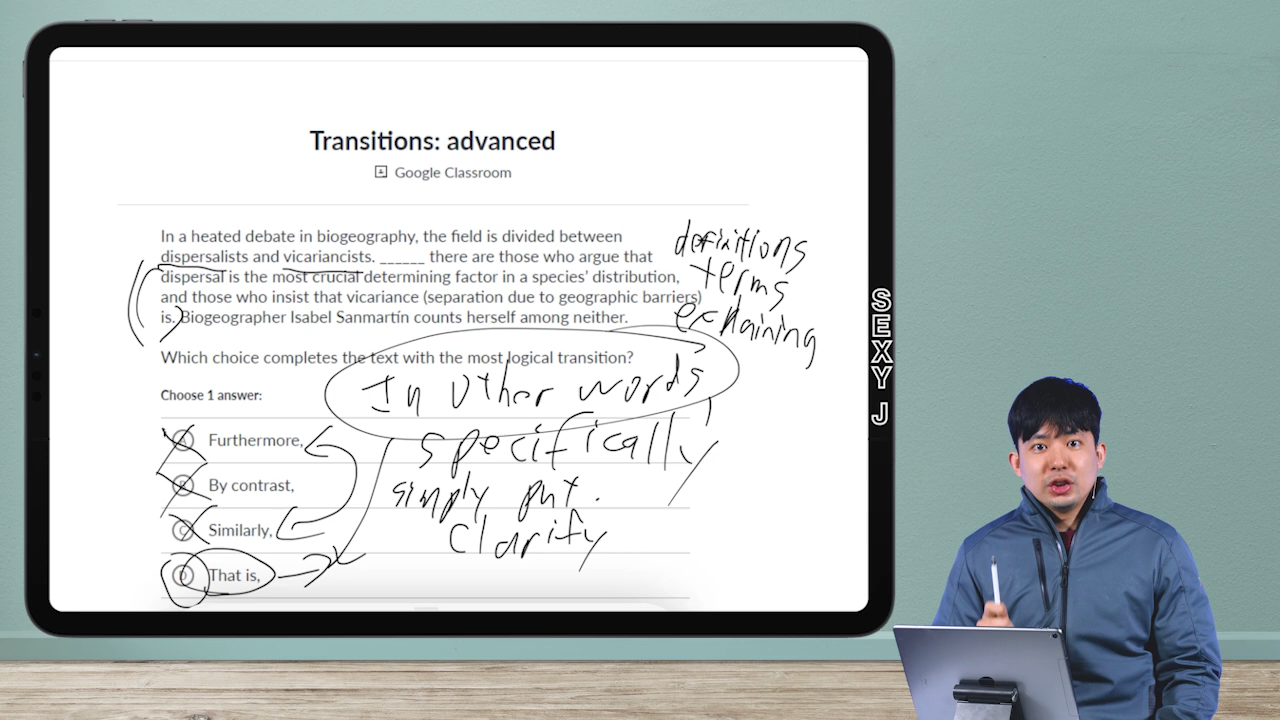 Transitions: advanced
Google Classroom
In a heated debate in biogeography, the field is divided between
dispersalists and vicariancists. ______ there are those who argue that
dispersal is the most crucial determining factor in a species' distribution,
and those who insist that vicariance (separation due to geographic barriers)
is. Biogeographer Isabel Sanmartín counts herself among neither.
definitions
terms
explaining
Which choice completes the text with the most logical transition?
Choose 1 answer:
In other words,
A Furthermore,
specifically,
B By contrast,
simply put.
C Similarly,
Clarify
D That is,
SEXY J